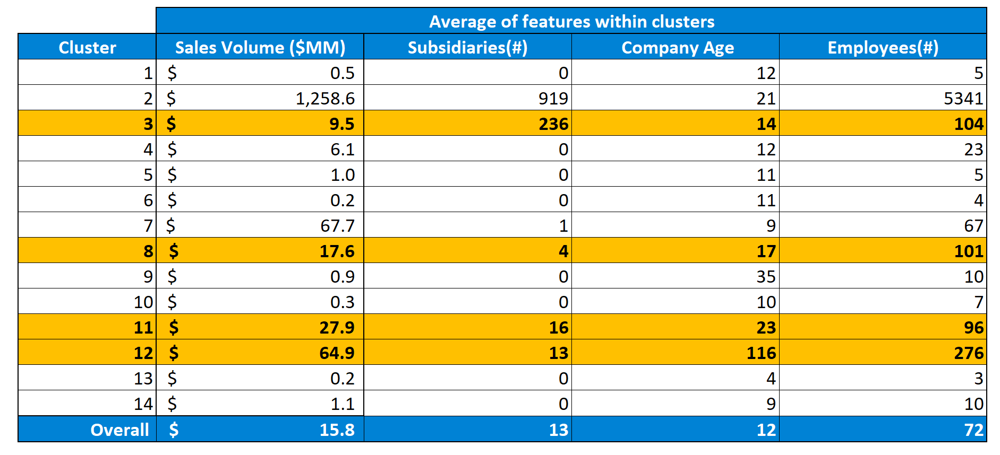 Average of features within clusters
Cluster Sales Volume ($MM) Subsidiaries(#) Company Age Employees(#)
1 $ 0.5 0 12 5
2 $ 1,258.6 919 21 5341
3 $ 9.5 236 14 104
4 $ 6.1 0 12 23
5 $ 1.0 0 11 5
6 $ 0.2 0 11 4
7 $ 67.7 1 9 67
8 $ 17.6 4 17 101
9 $ 0.9 0 35 10
10 $ 0.3 0 10 7
11 $ 27.9 16 23 96
12 $ 64.9 13 116 276
13 $ 0.2 0 4 3
14 $ 1.1 0 9 10
Overall $ 15.8 13 12 72